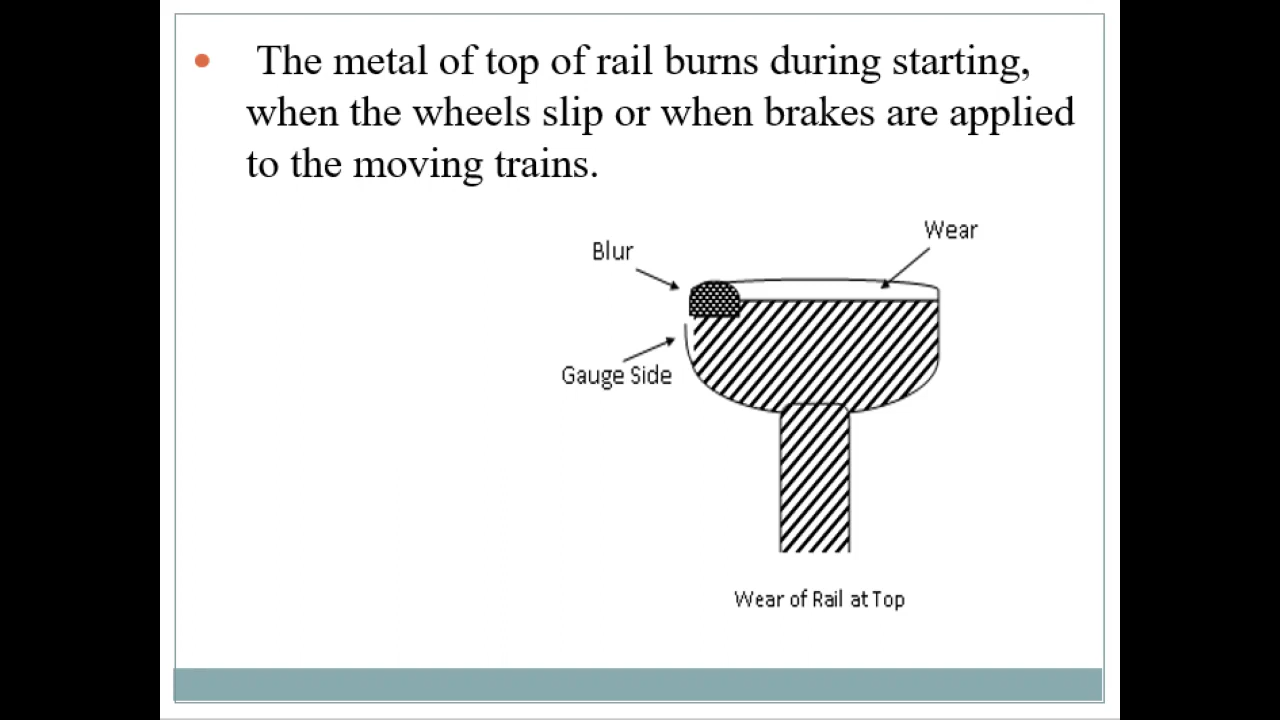 The metal of top of rail burns during starting,
when the wheels slip or when brakes are applied
to the moving trains.
Wear
Blur
Gauge Side
Wear of Rail at Top